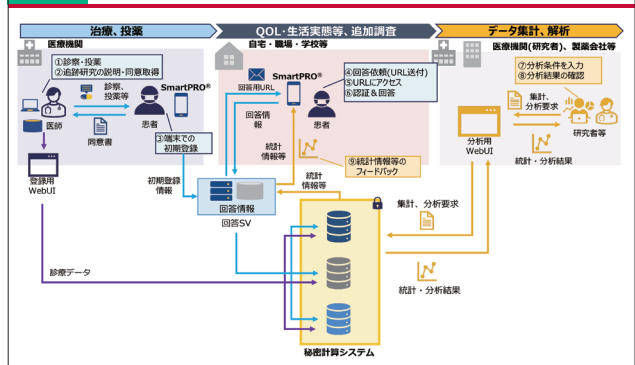 治療、投薬
QOL・生活実態等、追加調査
データ集計、解析
医療機関
自宅・職場・学校等
医療機関(研究者)、製薬会社等
①診察・投薬
②追跡研究の説明・同意取得
SmartPRO®
診察、
投薬等
医師
同意書
患者
③端末での
初期登録
登録用
WebUI
初期登録
情報
診療データ
SmartPRO®
回答用URL
④回答依頼(URL送付)
⑤URLにアクセス
⑥認証&回答
回答情
報
患者
統計
情報等
⑨統計情報等の
フィードバック
回答情報
回答SV
統計
情報等
秘密計算システム
⑦分析条件を入力
⑧分析結果の確認
集計、
分析要求
分析用
WebUI
研究者等
統計・分析結果
集計、分析要求
統計・分析結果